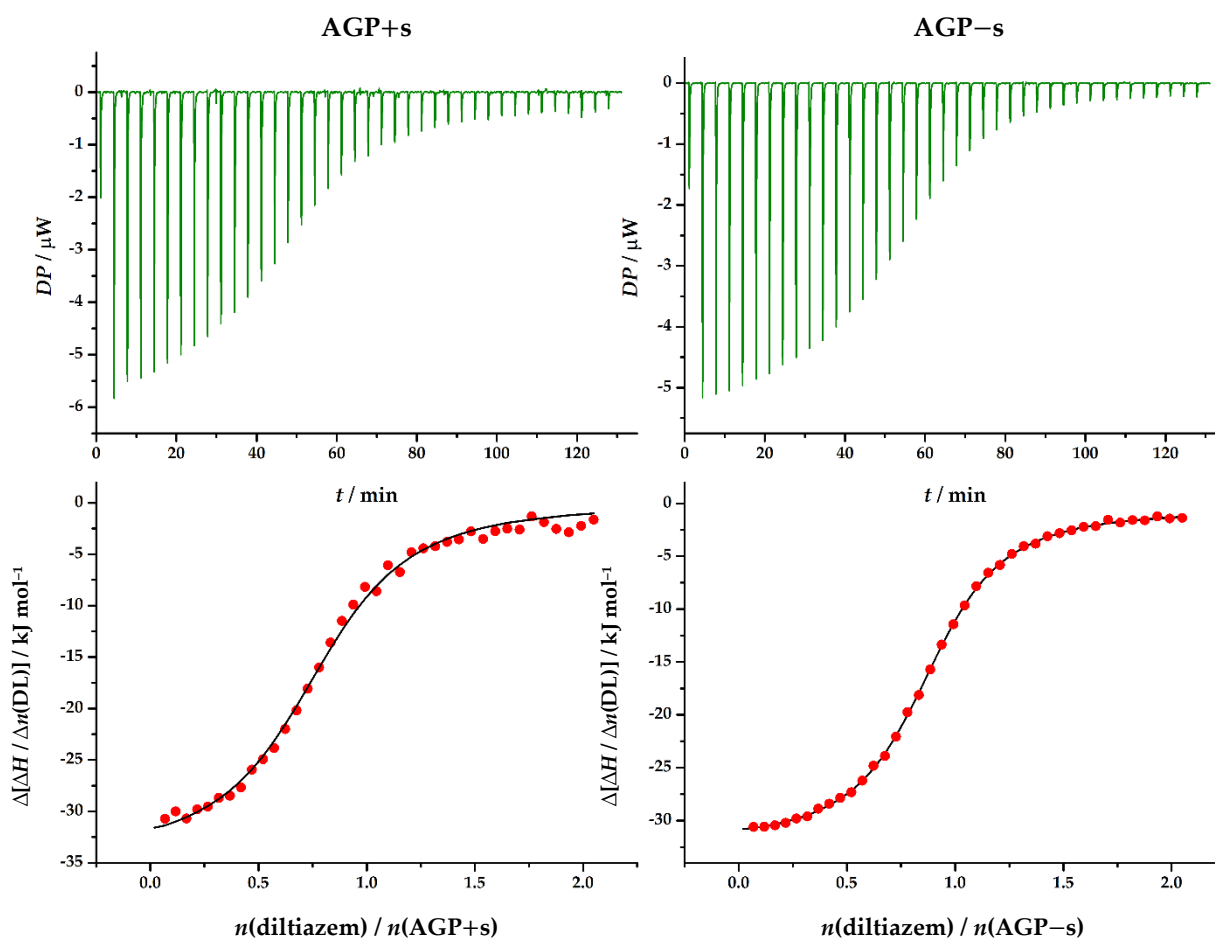 AGP+s
AGP−s
0
-1
-2
-3
-4
-5
-6
DP / μW
0 20 40 60 80 100 120
t / min
0
-1
-2
-3
-4
-5
DP / μW
0 20 40 60 80 100 120
t / min
0
-5
-10
-15
-20
-25
-30
-35
Δ[ΔH / Δn(DL)] / kJ mol⁻¹
0.0 0.5 1.0 1.5 2.0
n(diltiazem) / n(AGP+s)
0
-5
-10
-15
-20
-25
-30
Δ[ΔH / Δn(DL)] / kJ mol⁻¹
0.0 0.5 1.0 1.5 2.0
n(diltiazem) / n(AGP−s)